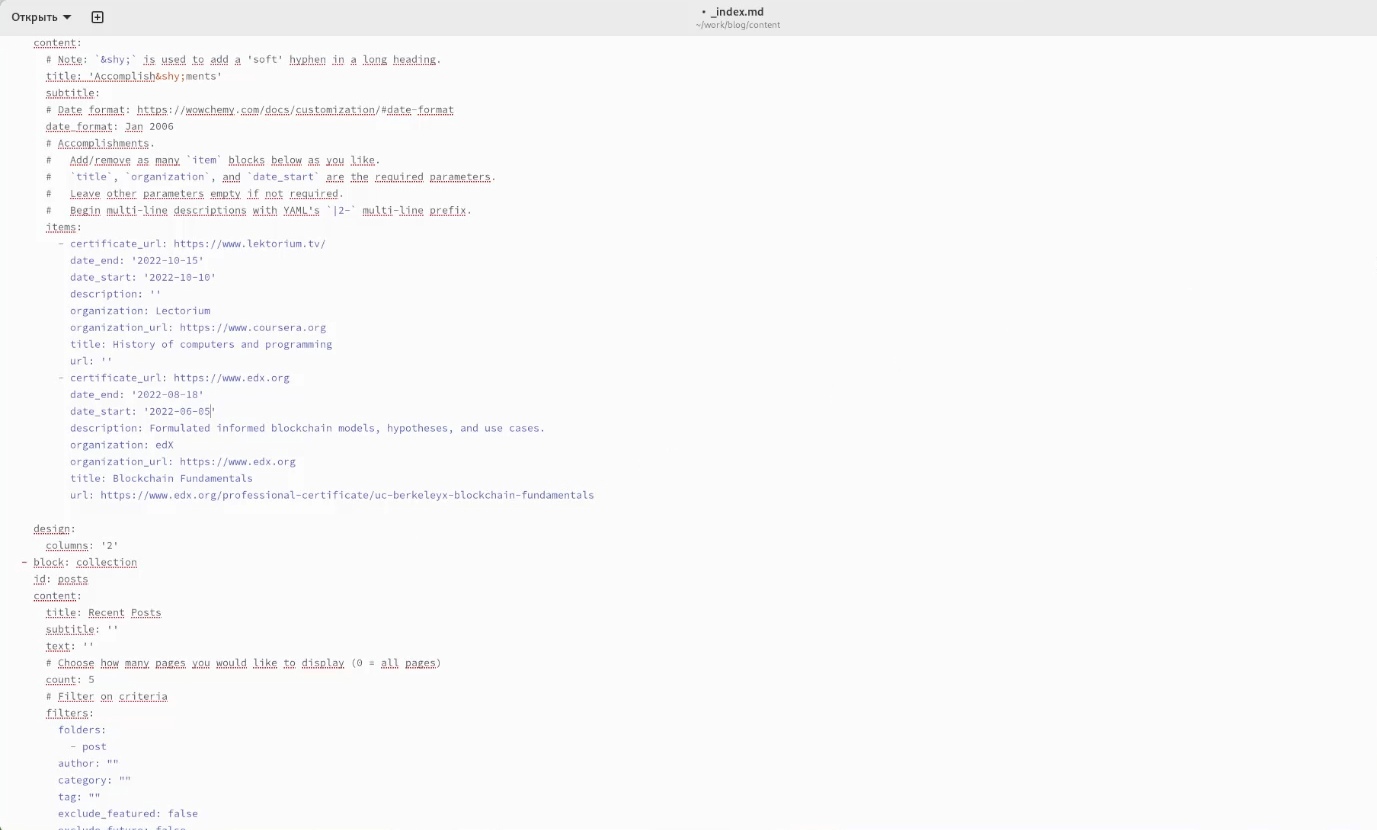 Открыть
• _index.md
~/work/blog/content
content:
# Note: `&shy;` is used to add a 'soft' hyphen in a long heading.
title: 'Accomplish&shy;ments'
subtitle:
# Date format: https://wowchemy.com/docs/customization/#date-format
date_format: Jan 2006
# Accomplishments.
#   Add/remove as many `item` blocks below as you like.
#   `title`, `organization`, and `date_start` are the required parameters.
#   Leave other parameters empty if not required.
#   Begin multi-line descriptions with YAML's `|2-` multi-line prefix.
items:
- certificate_url: https://www.lektorium.tv/
date_end: '2022-10-15'
date_start: '2022-10-10'
description: ''
organization: Lectorium
organization_url: https://www.coursera.org
title: History of computers and programming
url: ''
- certificate_url: https://www.edx.org
date_end: '2022-08-18'
date_start: '2022-06-05'
description: Formulated informed blockchain models, hypotheses, and use cases.
organization: edX
organization_url: https://www.edx.org
title: Blockchain Fundamentals
url: https://www.edx.org/professional-certificate/uc-berkeleyx-blockchain-fundamentals
design:
columns: '2'
- block: collection
id: posts
content:
title: Recent Posts
subtitle: ''
text: ''
# Choose how many pages you would like to display (0 = all pages)
count: 5
# Filter on criteria
filters:
folders:
- post
author: ""
category: ""
tag: ""
exclude_featured: false
exclude_future: false